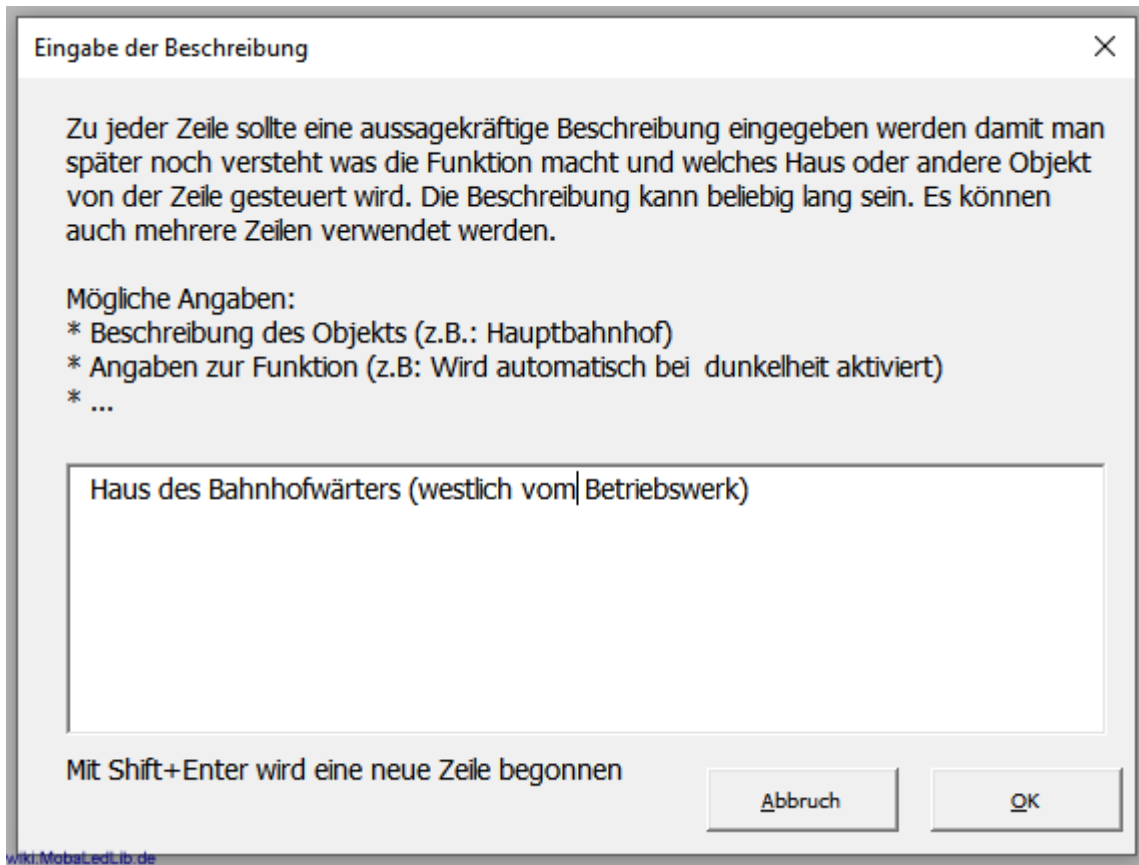 Eingabe der Beschreibung
Zu jeder Zeile sollte eine aussagekräftige Beschreibung eingegeben werden damit man
später noch versteht was die Funktion macht und welches Haus oder andere Objekt
von der Zeile gesteuert wird. Die Beschreibung kann beliebig lang sein. Es können
auch mehrere Zeilen verwendet werden.
Mögliche Angaben:
* Beschreibung des Objekts (z.B.: Hauptbahnhof)
* Angaben zur Funktion (z.B: Wird automatisch bei  dunkelheit aktiviert)
* ...
Haus des Bahnhofwärters (westlich vom Betriebswerk)
Mit Shift+Enter wird eine neue Zeile begonnen
Abbruch
OK
wiki.MobaLedLib.de